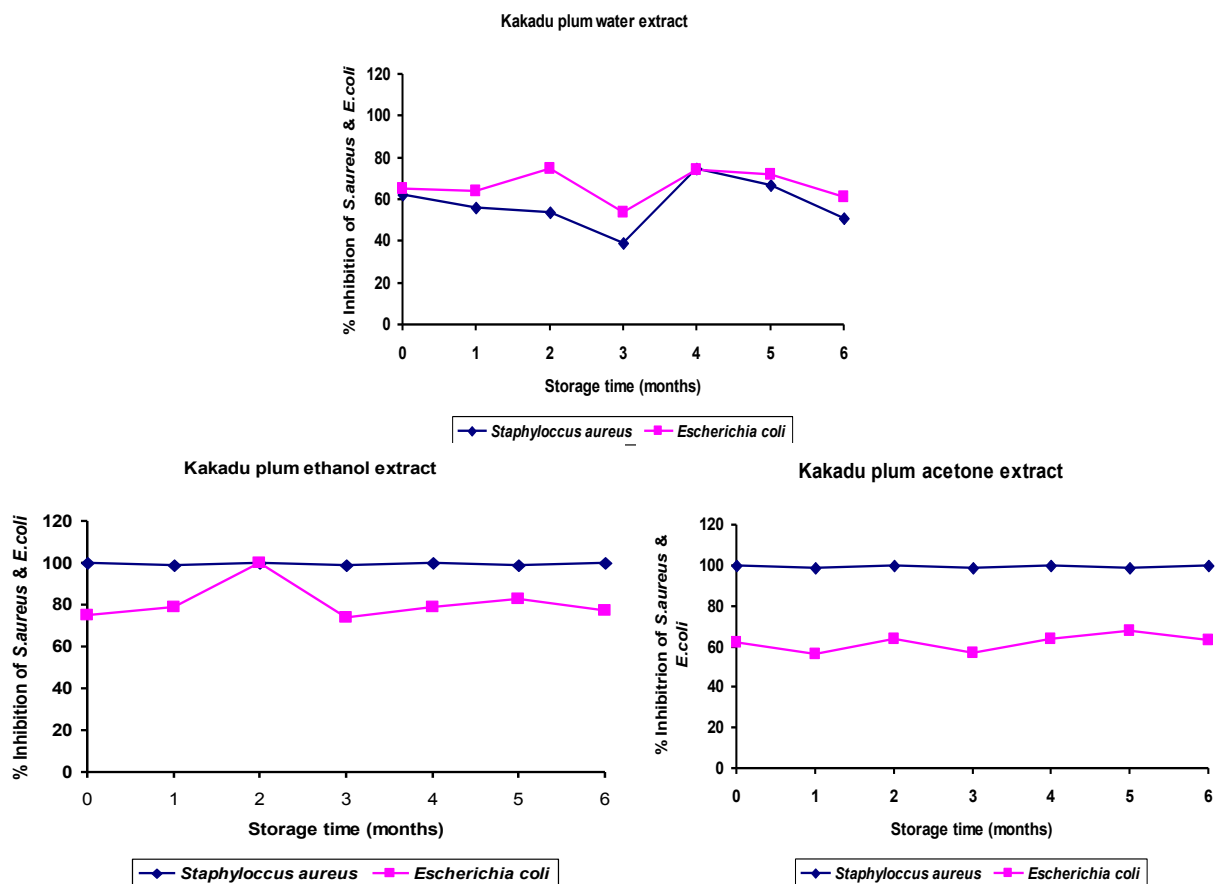 Kakadu plum water extract
% Inhibition of S.aureus & E.coli
120
100
80
60
40
20
0
0 1 2 3 4 5 6
Storage time (months)
Staphyloccus aureus Escherichia coli
Kakadu plum ethanol extract
% Inhibition of S.aureus & E.coli
120
100
80
60
40
20
0
0 1 2 3 4 5 6
Storage time (months)
Staphyloccus aureus Escherichia coli
Kakadu plum acetone extract
% Inhibitrion of S.aureus &
E.coli
120
100
80
60
40
20
0
0 1 2 3 4 5 6
Storage time (months)
Staphyloccus aureus Escherichia coli